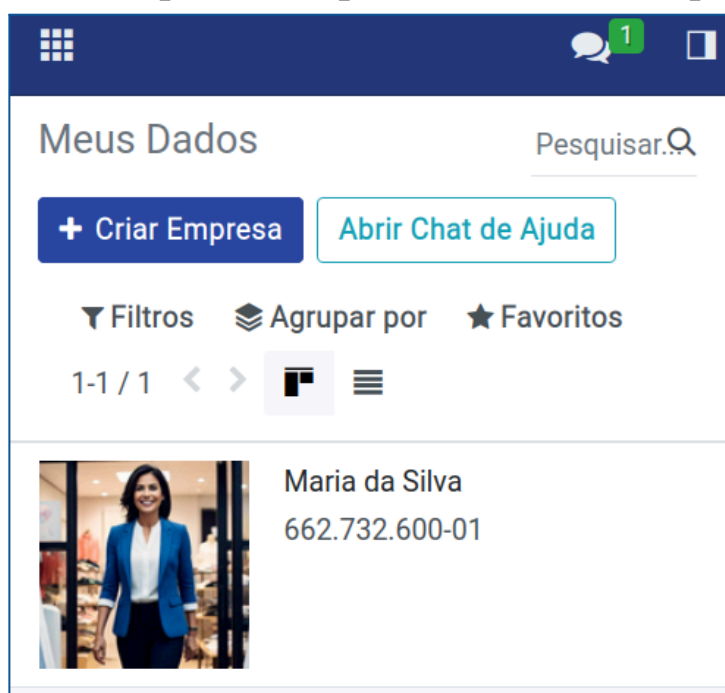 1
Meus Dados
Pesquisar...
+ Criar Empresa
Abrir Chat de Ajuda
Filtros
Agrupar por
Favoritos
1-1 / 1
Maria da Silva
662.732.600-01